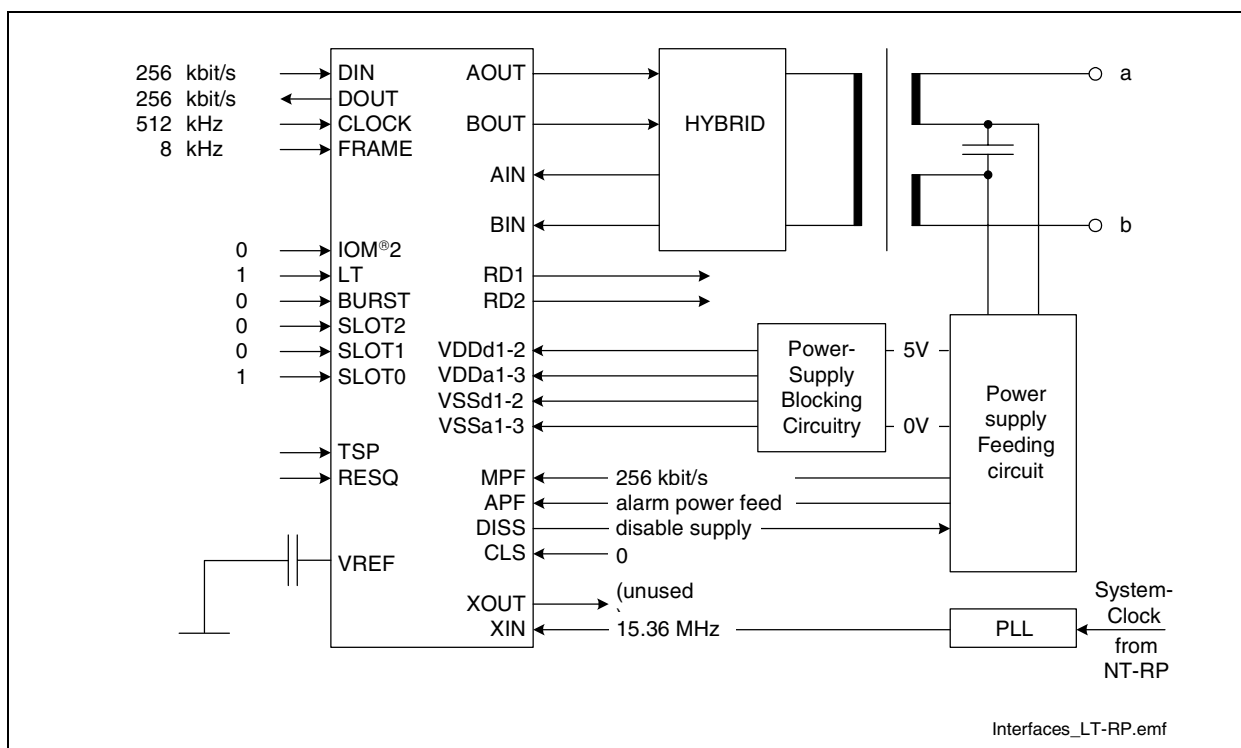 256 kbit/s DIN AOUT
256 kbit/s DOUT
512 kHz CLOCK BOUT
8 kHz FRAME
HYBRID
AIN
BIN
a
b
0 IOM®2
1 LT RD1
0 BURST RD2
0 SLOT2
0 SLOT1
1 SLOT0
VDDd1-2
VDDa1-3
VSSd1-2
VSSa1-3
Power-
Supply
Blocking
Circuitry
5V
0V
Power
supply
Feeding
circuit
TSP
RESQ
MPF 256 kbit/s
APF alarm power feed
DISS disable supply
CLS 0
VREF
XOUT (unused
XIN 15.36 MHz
PLL
System-
Clock
from
NT-RP
Interfaces_LT-RP.emf